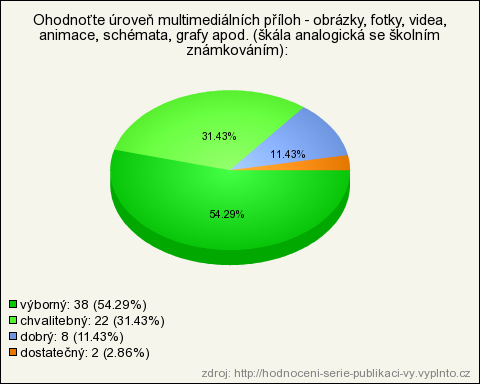 Ohodnoťte úroveň multimediálních příloh - obrázky, fotky, videa,
animace, schémata, grafy apod. (škála analogická se školním
známkováním):
31.43%
11.43%
54.29%
výborný: 38 (54.29%)
chvalitebný: 22 (31.43%)
dobrý: 8 (11.43%)
dostatečný: 2 (2.86%)
zdroj: http://hodnoceni-serie-publikaci-vy.vyplnto.cz